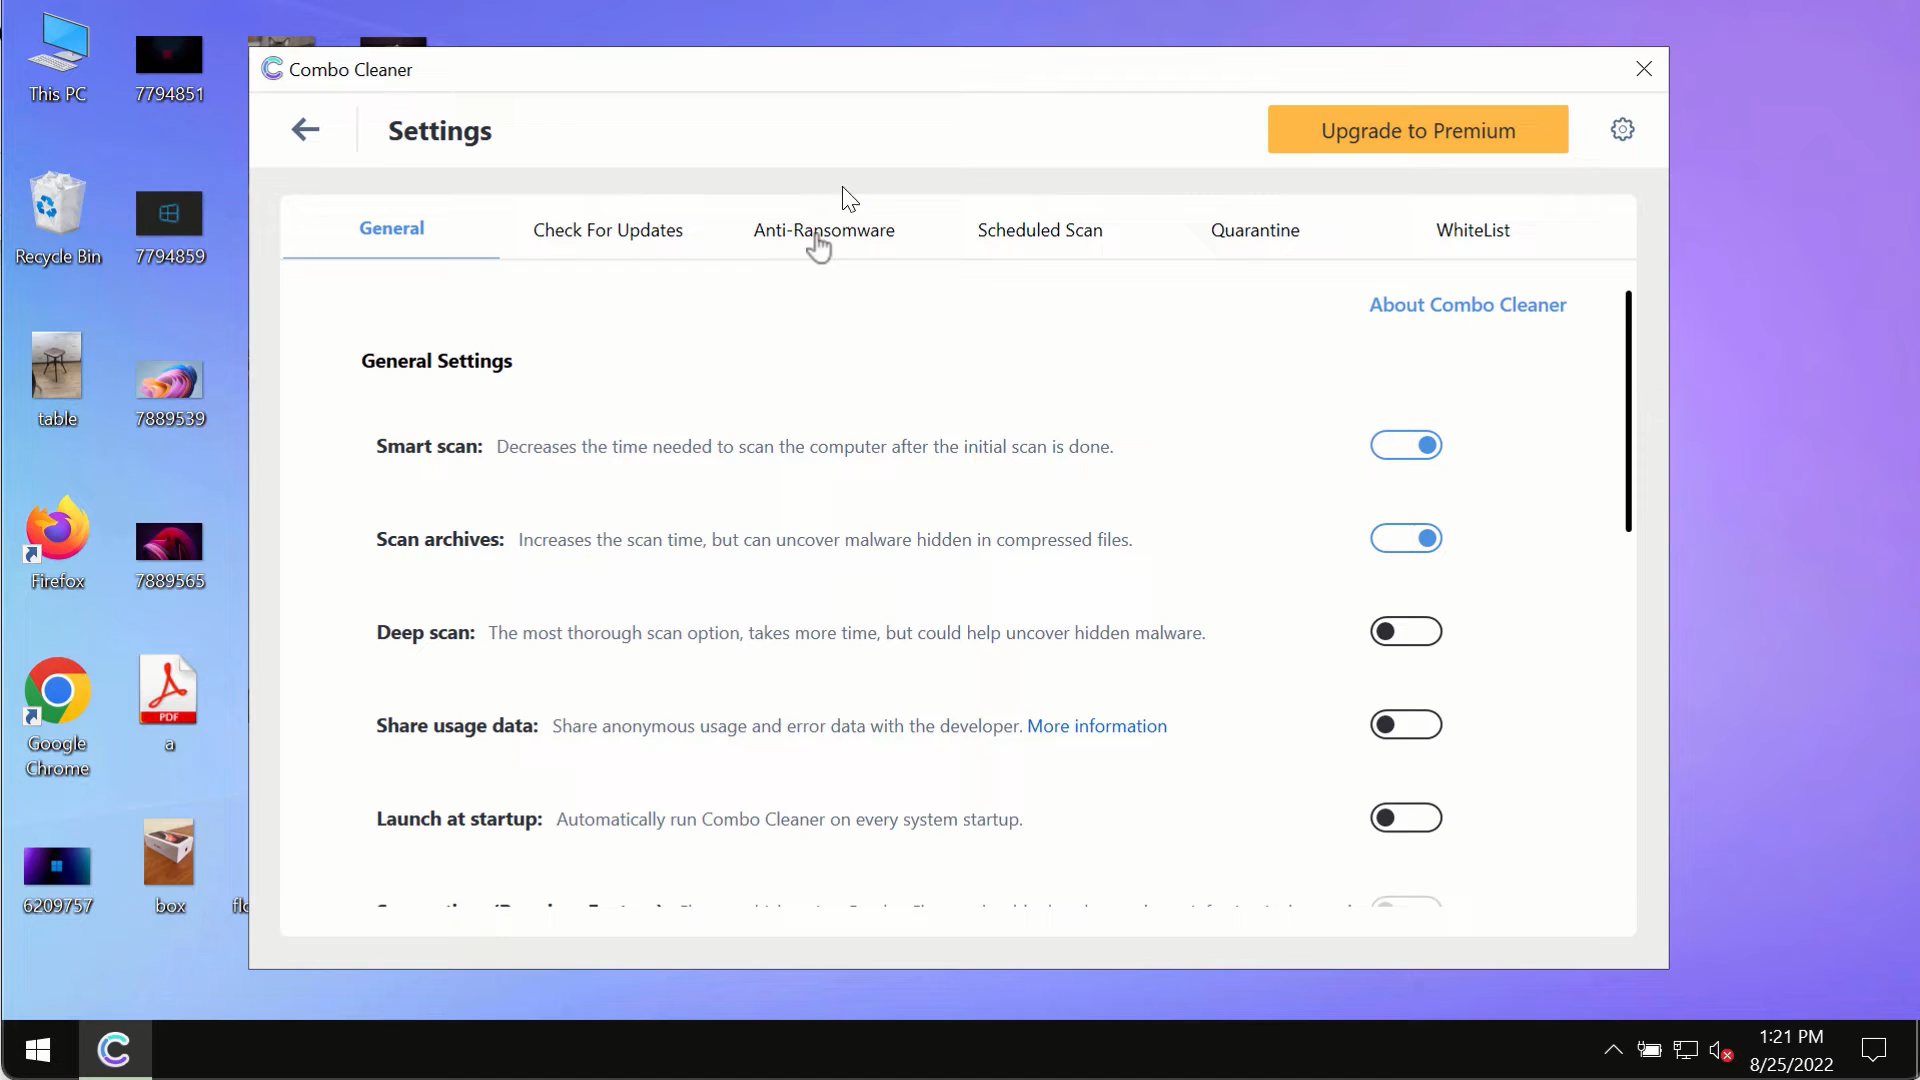 This PC
7794851
Recycle Bin
7794859
table
7889539
Firefox
7889565
Google
Chrome
PDF
a
6209757
box
Combo Cleaner
Settings
Upgrade to Premium
General
Check For Updates
Anti-Ransomware
Scheduled Scan
Quarantine
WhiteList
About Combo Cleaner
General Settings
Smart scan: Decreases the time needed to scan the computer after the initial scan is done.
Scan archives: Increases the scan time, but can uncover malware hidden in compressed files.
Deep scan: The most thorough scan option, takes more time, but could help uncover hidden malware.
Share usage data: Share anonymous usage and error data with the developer. More information
Launch at startup: Automatically run Combo Cleaner on every system startup.
1:21 PM
8/25/2022